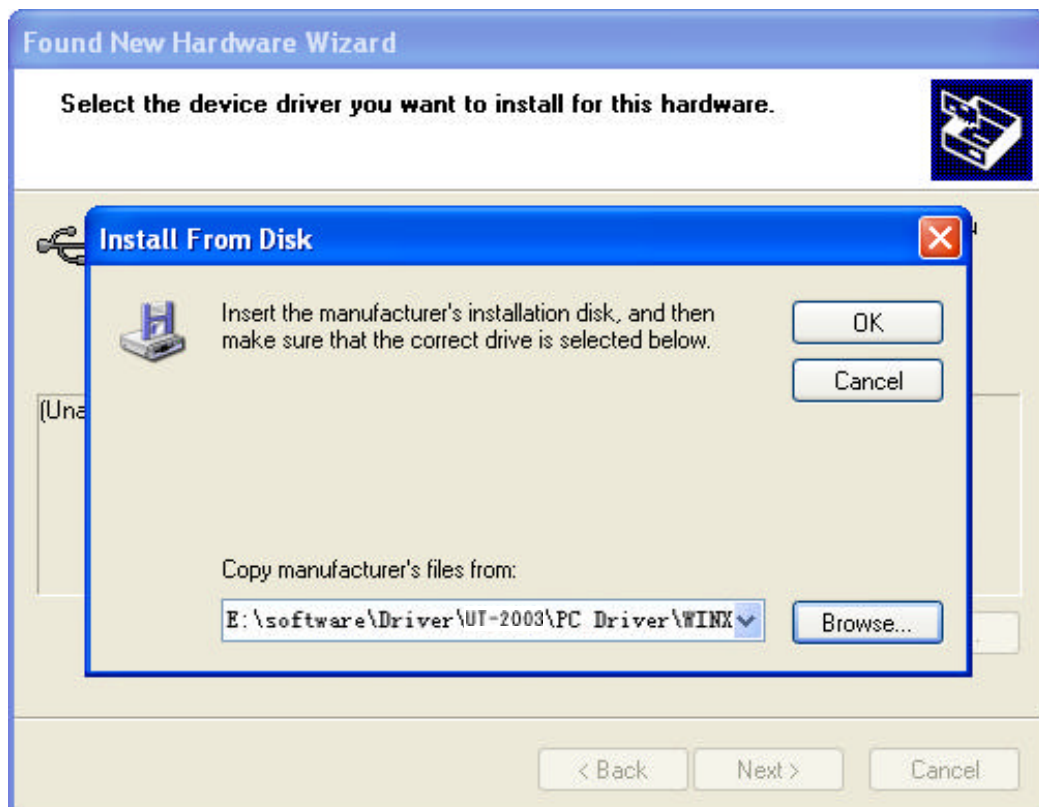 Found New Hardware Wizard
Select the device driver you want to install for this hardware.
Install From Disk
Insert the manufacturer's installation disk, and then
make sure that the correct drive is selected below.
OK
Cancel
(Una
Copy manufacturer's files from:
E:\software\Driver\UT-2003\PC Driver\WINX
Browse...
< Back
Next >
Cancel